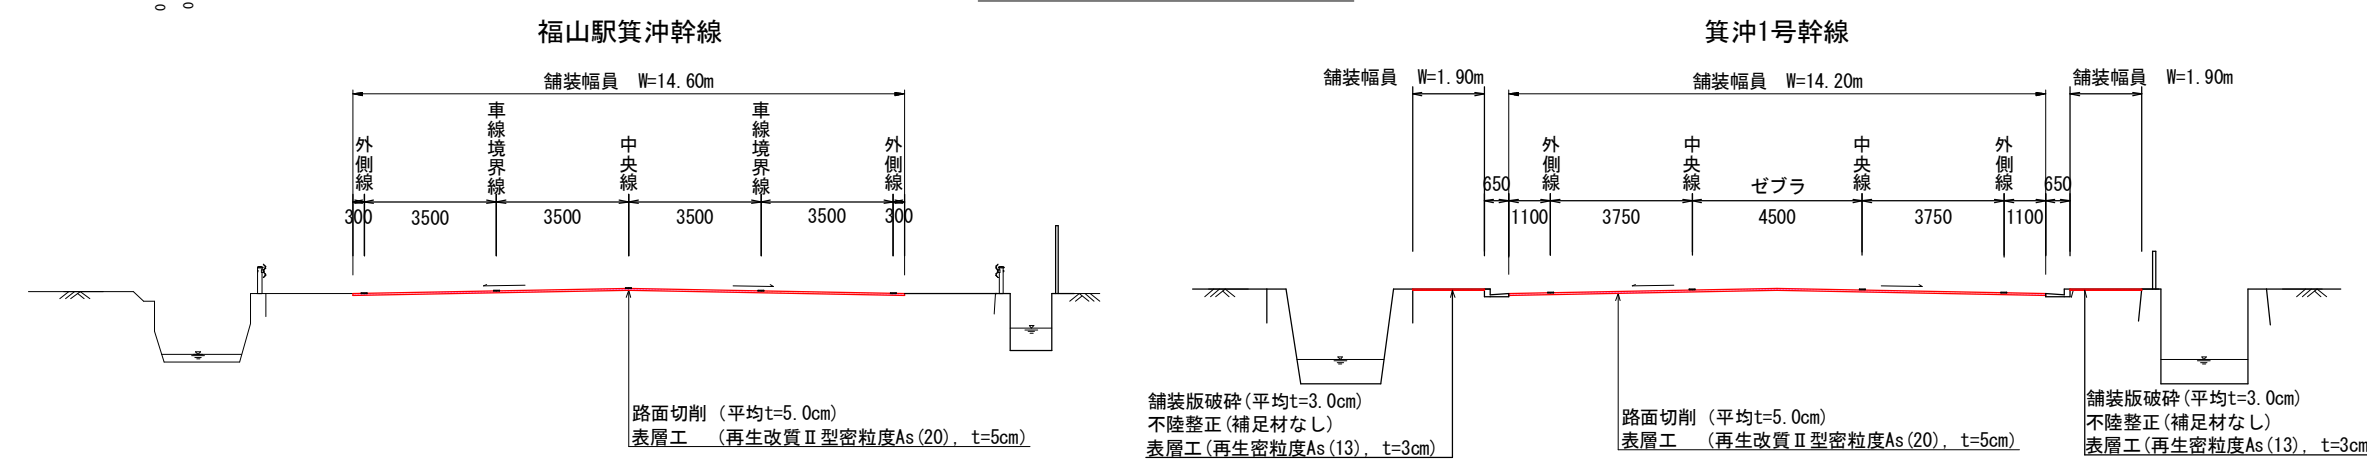 福山駅箕沖幹線
舗装幅員 W=14.60m
外側線
車線境界線
中央線
車線境界線
外側線
300
3500
3500
3500
3500
300
路面切削 (平均t=5.0cm)
表層工 (再生改質Ⅱ型密粒度As(20), t=5cm)
箕沖1号幹線
舗装幅員 W=1.90m
舗装幅員 W=14.20m
舗装幅員 W=1.90m
外側線
中央線
中央線
外側線
650
ゼブラ
650
1100
3750
4500
3750
1100
舗装版破砕(平均t=3.0cm)
不陸整正(補足材なし)
表層工(再生密粒度As(13), t=3cm)
路面切削 (平均t=5.0cm)
表層工 (再生改質Ⅱ型密粒度As(20), t=5cm)
舗装版破砕(平均t=3.0cm)
不陸整正(補足材なし)
表層工(再生密粒度As(13), t=3cm